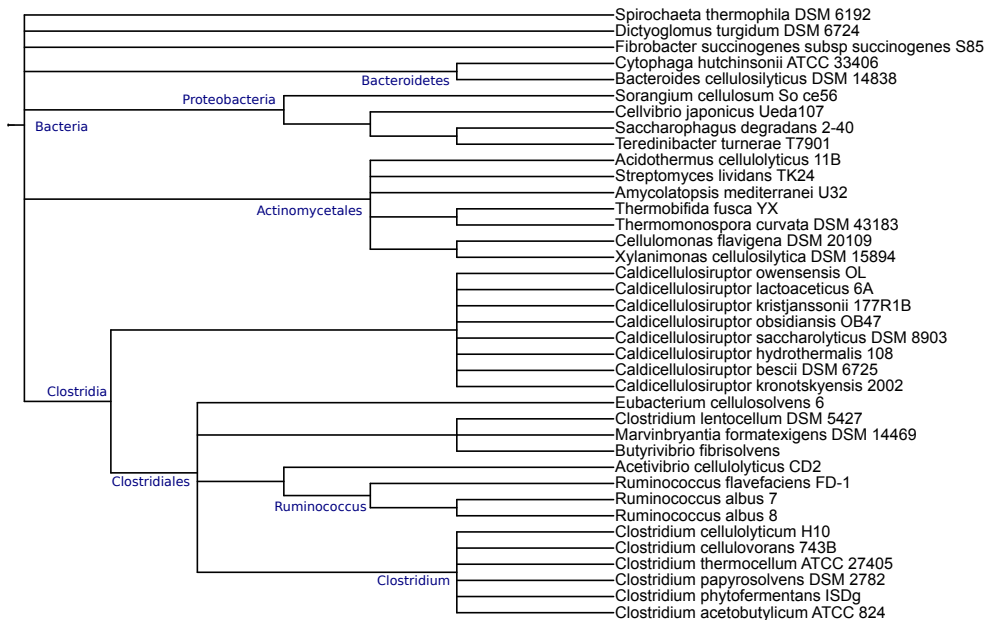 Spirochaeta thermophila DSM 6192
Dictyoglomus turgidum DSM 6724
Fibrobacter succinogenes subsp succinogenes S85
Cytophaga hutchinsonii ATCC 33406
Bacteroidetes
Bacteroides cellulosilyticus DSM 14838
Proteobacteria
Sorangium cellulosum So ce56
Cellvibrio japonicus Ueda107
Bacteria
Saccharophagus degradans 2-40
Teredinibacter turnerae T7901
Acidothermus cellulolyticus 11B
Streptomyces lividans TK24
Amycolatopsis mediterranei U32
Actinomycetales
Thermobifida fusca YX
Thermomonospora curvata DSM 43183
Cellulomonas flavigena DSM 20109
Xylanimonas cellulosilytica DSM 15894
Caldicellulosiruptor owensensis OL
Caldicellulosiruptor lactoaceticus 6A
Caldicellulosiruptor kristjanssonii 177R1B
Caldicellulosiruptor obsidiansis OB47
Caldicellulosiruptor saccharolyticus DSM 8903
Caldicellulosiruptor hydrothermalis 108
Caldicellulosiruptor bescii DSM 6725
Clostridia
Caldicellulosiruptor kronotskyensis 2002
Eubacterium cellulosolvens 6
Clostridium lentocellum DSM 5427
Marvinbryantia formatexigens DSM 14469
Butyrivibrio fibrisolvens
Acetivibrio cellulolyticus CD2
Clostridiales
Ruminococcus flavefaciens FD-1
Ruminococcus albus 7
Ruminococcus
Ruminococcus albus 8
Clostridium cellulolyticum H10
Clostridium cellulovorans 743B
Clostridium thermocellum ATCC 27405
Clostridium
Clostridium papyrosolvens DSM 2782
Clostridium phytofermentans ISDg
Clostridium acetobutylicum ATCC 824